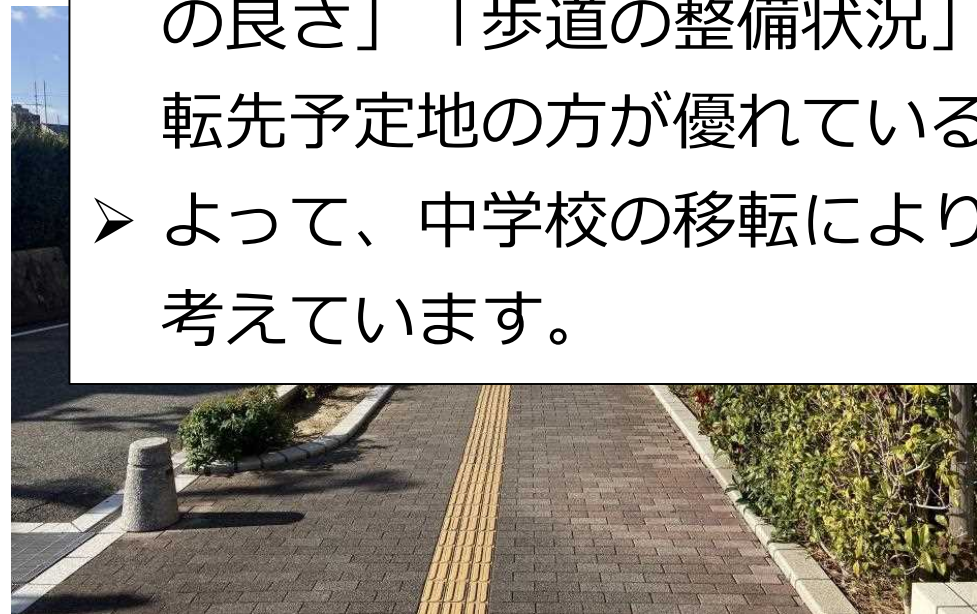 の良さ」「歩道の整備状況」
転先予定地の方が優れている
➢ よって、中学校の移転により
考えています。